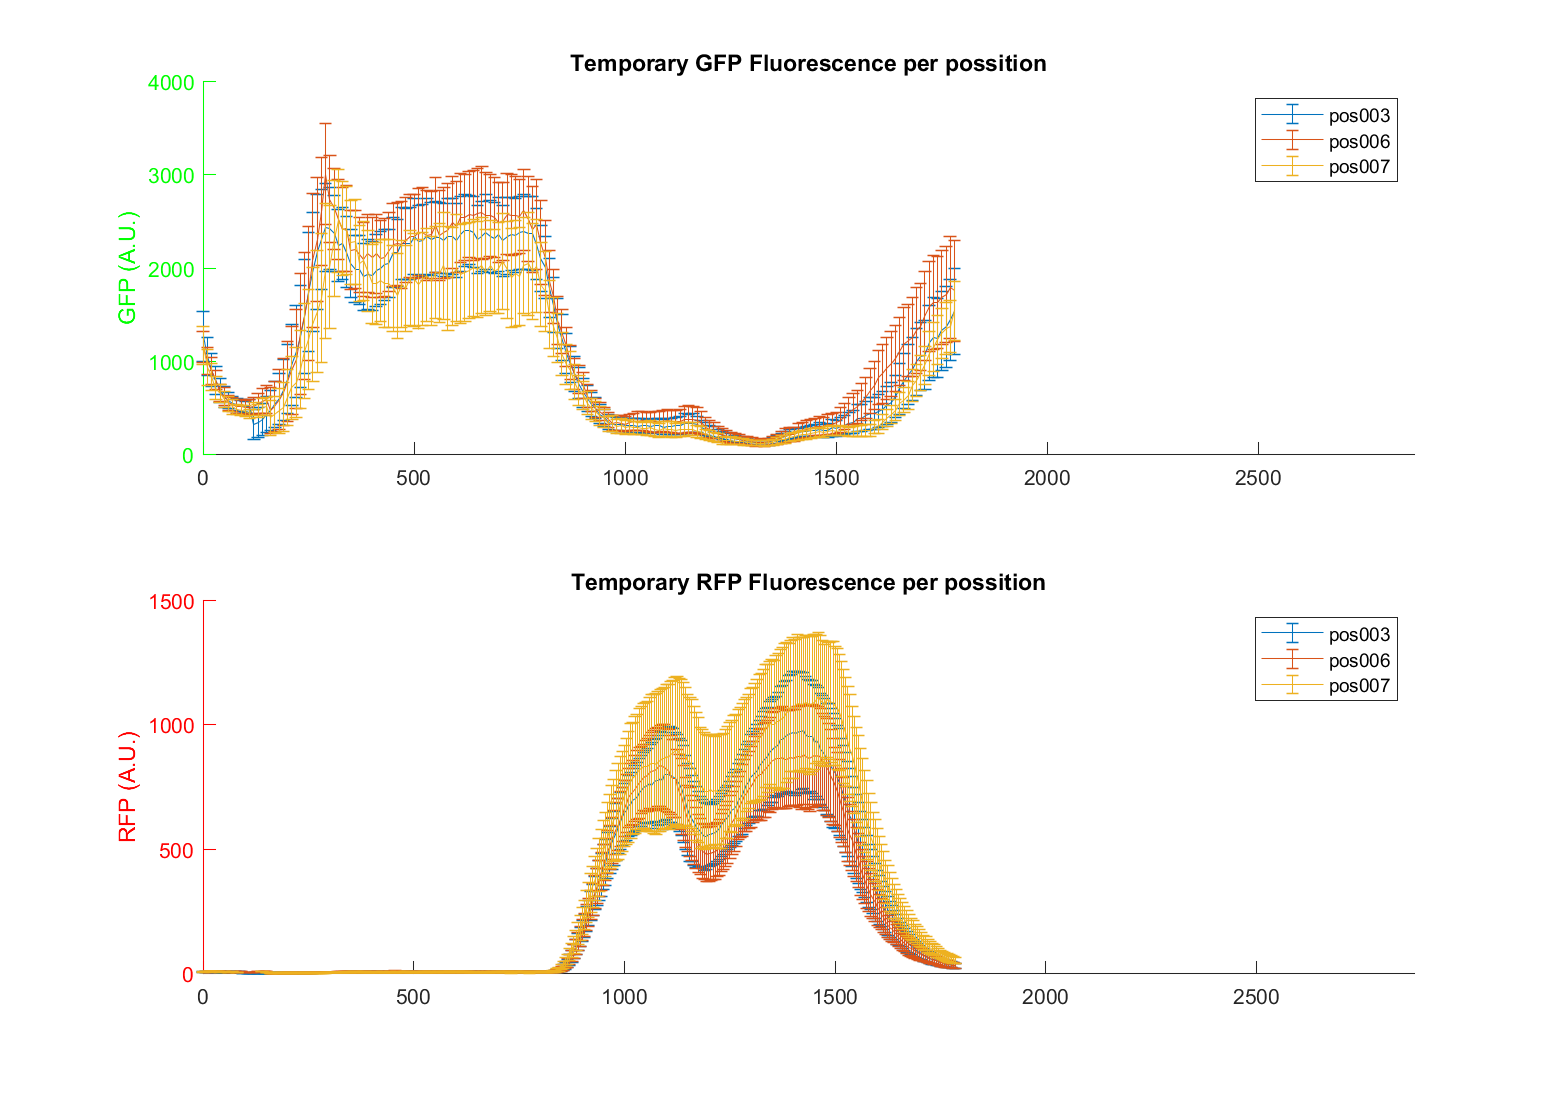 Temporary GFP Fluorescence per possition
4000
3000
2000
1000
0
GFP (A.U.)
pos003
pos006
pos007
0 500 1000 1500 2000 2500
Temporary RFP Fluorescence per possition
1500
1000
500
0
RFP (A.U.)
pos003
pos006
pos007
0 500 1000 1500 2000 2500